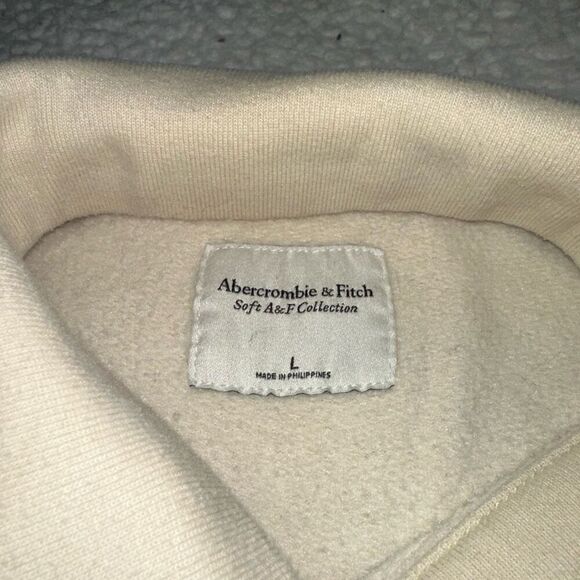 Abercrombie & Fitch
Soft A&F Collection
L
MADE IN PHILIPPINES